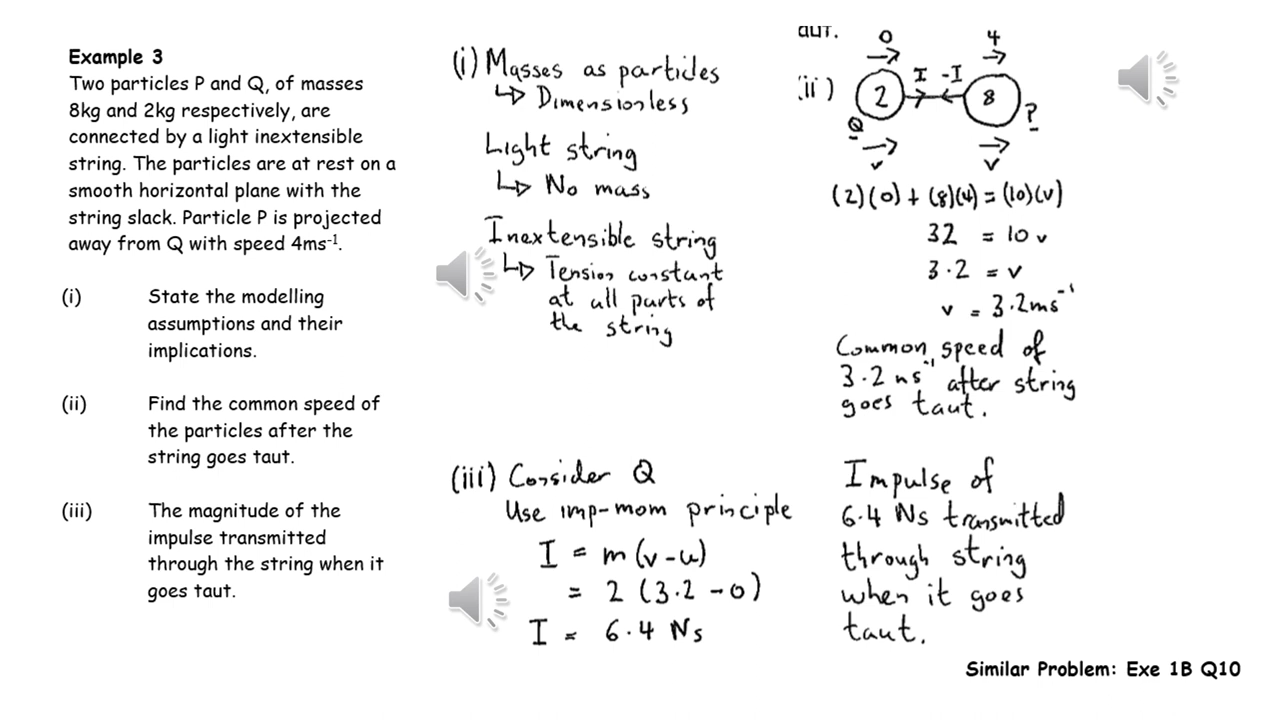 Example 3
Two particles P and Q, of masses
8kg and 2kg respectively, are
connected by a light inextensible
string. The particles are at rest on a
smooth horizontal plane with the
string slack. Particle P is projected
away from Q with speed 4ms⁻¹.
(i) State the modelling
assumptions and their
implications.
(ii) Find the common speed of
the particles after the
string goes taut.
(iii) The magnitude of the
impulse transmitted
through the string when it
goes taut.
(i) Masses as particles
↳ Dimensionless
Light string
↳ No mass
Inextensible string
↳ Tension constant
at all parts of
the string
aut.
ii)
0 4
I -I
2 8
Q P
v v
(2)(0) + (8)(4) = (10)(v)
32 = 10v
3.2 = v
v = 3.2ms⁻¹
Common speed of
3.2 ms⁻¹ after string
goes taut.
(iii) Consider Q
Use imp-mom principle
I = m(v-u)
= 2(3.2-0)
I = 6.4 Ns
Impulse of
6.4 Ns transmitted
through string
when it goes
taut.
Similar Problem: Exe 1B Q10